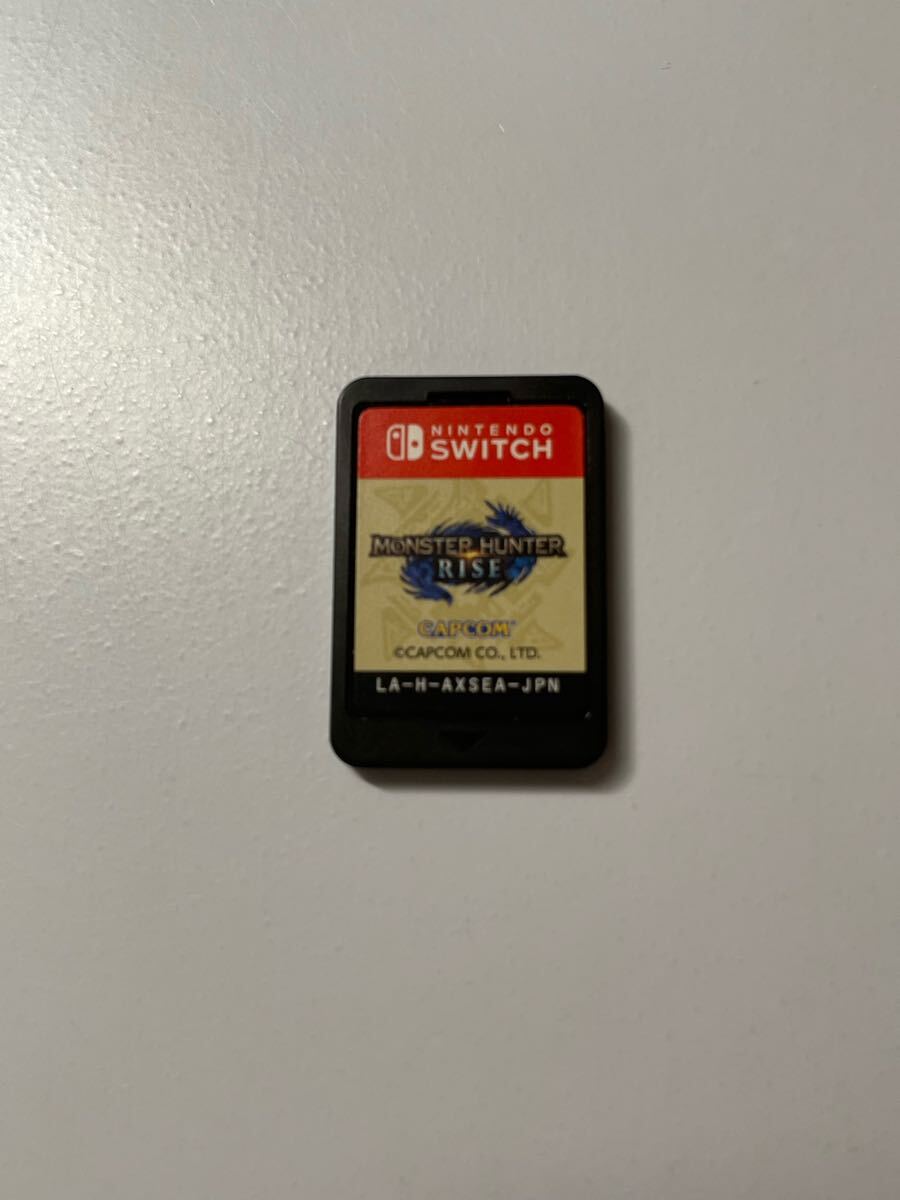 NINTENDO
SWITCH
MONSTER HUNTER
RISE
CAPCOM
©CAPCOM CO., LTD.
LA-H-AXSEA-JPN